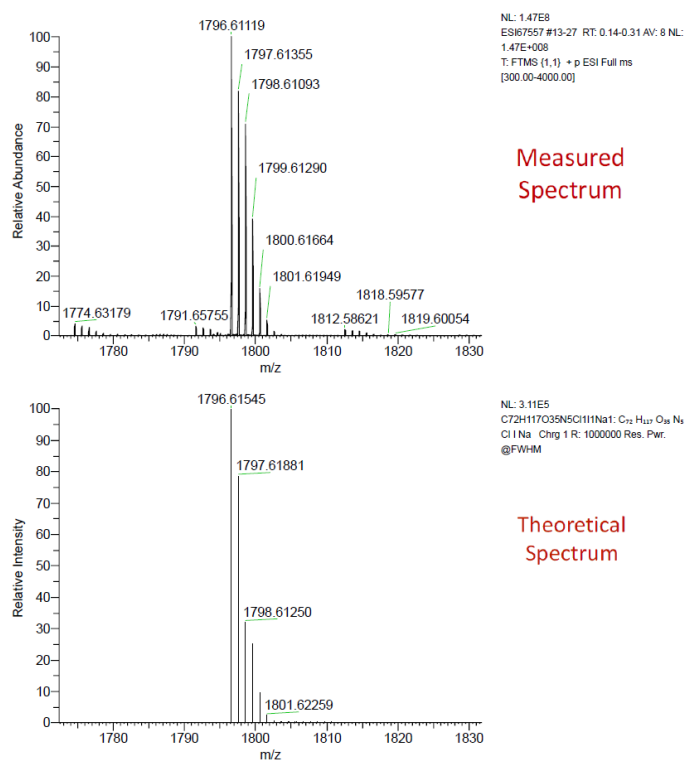 NL: 1.47E8
ESI67557 #13-27 RT: 0.14-0.31 AV: 8 NL:
1.47E+008
T: FTMS {1,1} + p ESI Full ms
[300.00-4000.00]
Measured
Spectrum
1796.61119
1797.61355
1798.61093
1799.61290
1800.61664
1801.61949
1774.63179
1791.65755
1812.58621
1818.59577
1819.60054
Relative Abundance
100
90
80
70
60
50
40
30
20
10
0
1780 1790 1800 1810 1820 1830
m/z
NL: 3.11E5
C72H117O35N5Cl1I1Na1: C₇₂ H₁₁₇ O₃₅ N₅
Cl I Na Chrg 1 R: 1000000 Res. Pwr.
@FWHM
Theoretical
Spectrum
1796.61545
1797.61881
1798.61250
1801.62259
Relative Intensity
100
90
80
70
60
50
40
30
20
10
0
1780 1790 1800 1810 1820 1830
m/z